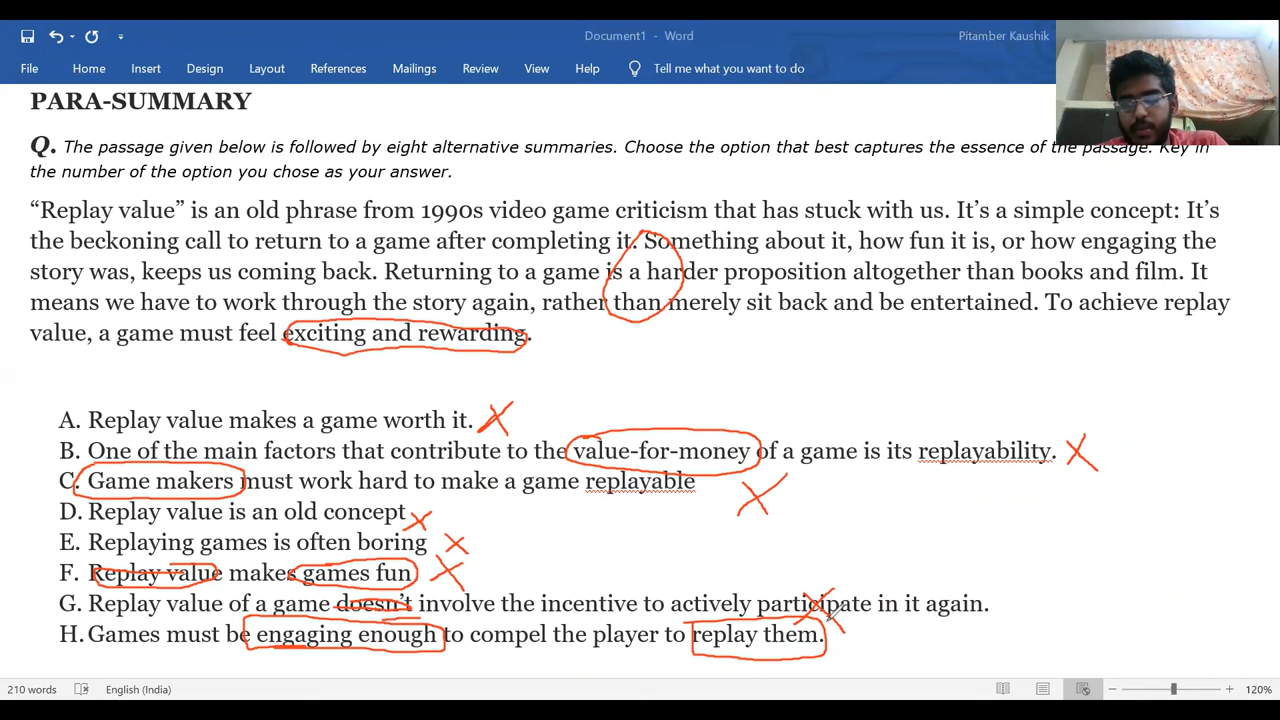 Document1 - Word
Pitamber Kaushik
File Home Insert Design Layout References Mailings Review View Help Tell me what you want to do
PARA-SUMMARY
Q. The passage given below is followed by eight alternative summaries. Choose the option that best captures the essence of the passage. Key in
the number of the option you chose as your answer.
“Replay value” is an old phrase from 1990s video game criticism that has stuck with us. It’s a simple concept: It’s
the beckoning call to return to a game after completing it. Something about it, how fun it is, or how engaging the
story was, keeps us coming back. Returning to a game is a harder proposition altogether than books and film. It
means we have to work through the story again, rather than merely sit back and be entertained. To achieve replay
value, a game must feel exciting and rewarding.
A. Replay value makes a game worth it.
B. One of the main factors that contribute to the value-for-money of a game is its replayability.
C. Game makers must work hard to make a game replayable
D. Replay value is an old concept
E. Replaying games is often boring
F. Replay value makes games fun
G. Replay value of a game doesn’t involve the incentive to actively participate in it again.
H. Games must be engaging enough to compel the player to replay them.
210 words English (India) 120%